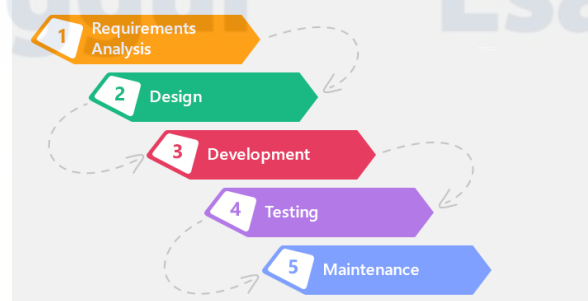 1
Requirements
Analysis
2
Design
3
Development
4
Testing
5
Maintenance